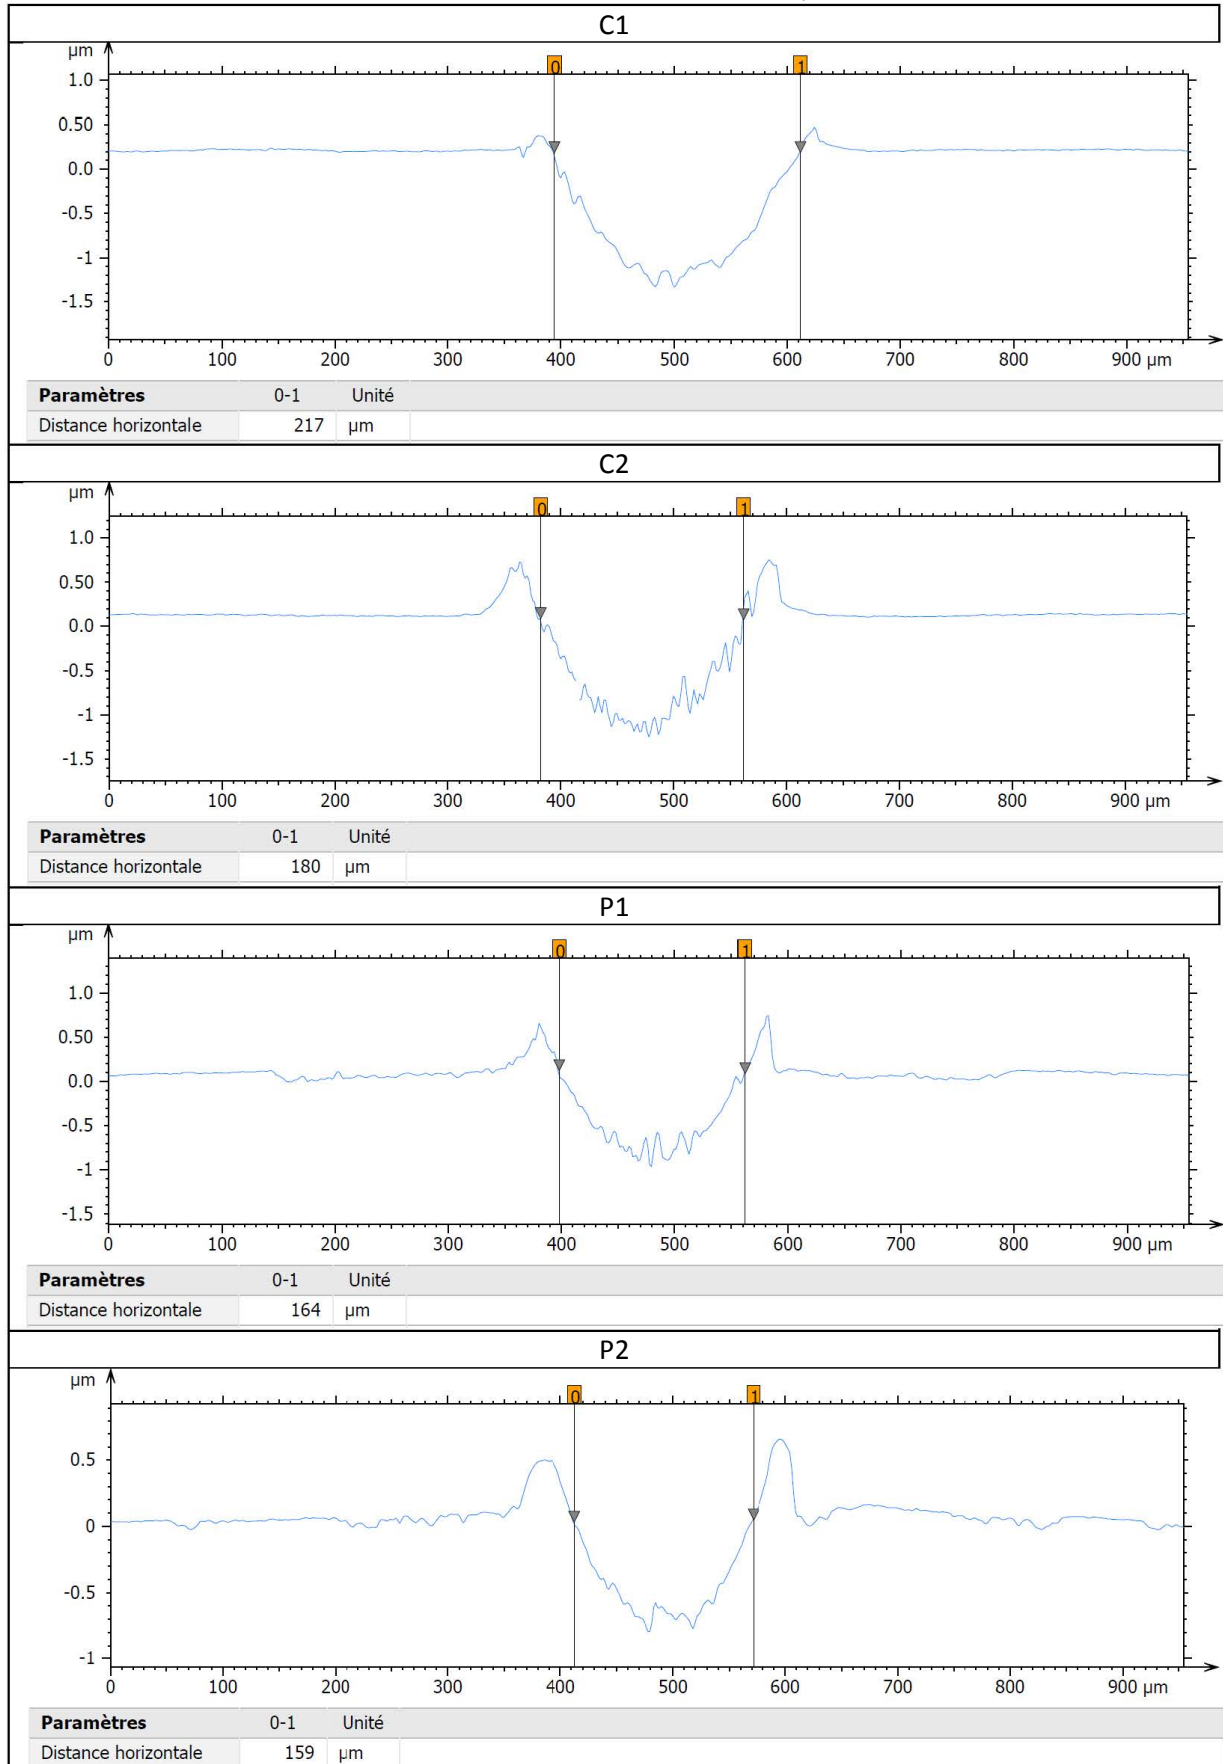 C1
µm
0 1
1.0
0.50
0.0
-0.5
-1
-1.5
0 100 200 300 400 500 600 700 800 900 µm
Paramètres 0-1 Unité
Distance horizontale 217 µm
C2
µm
0 1
1.0
0.50
0.0
-0.5
-1
-1.5
0 100 200 300 400 500 600 700 800 900 µm
Paramètres 0-1 Unité
Distance horizontale 180 µm
P1
µm
0 1
1.0
0.50
0.0
-0.5
-1
-1.5
0 100 200 300 400 500 600 700 800 900 µm
Paramètres 0-1 Unité
Distance horizontale 164 µm
P2
µm
0 1
0.5
0
-0.5
-1
0 100 200 300 400 500 600 700 800 900 µm
Paramètres 0-1 Unité
Distance horizontale 159 µm